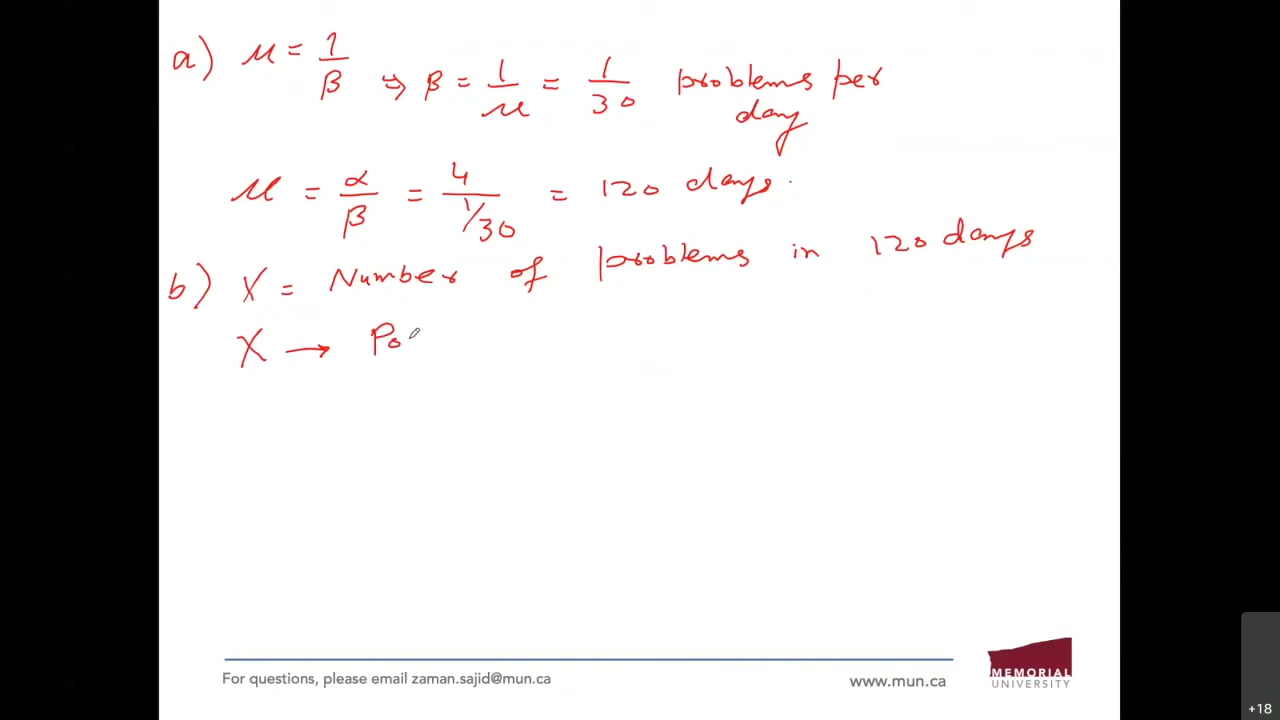 a) μ = 1/β → β = 1/μ = 1/30 problems per
day
μ = α/β = 4/(1/30) = 120 days.
b) X = Number of problems in 120 days
X → Po
For questions, please email zaman.sajid@mun.ca
www.mun.ca
MEMORIAL
UNIVERSITY
+18